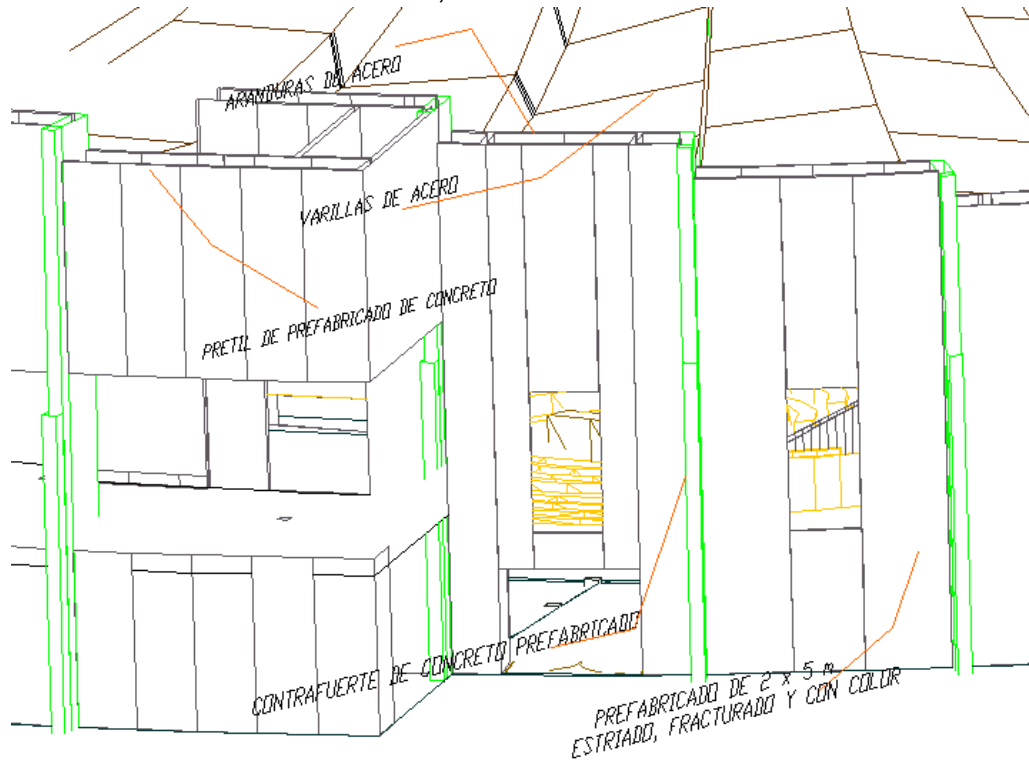 ARANDURAS DE ACERO
VARILLAS DE ACERO
PRETIL DE PREFABRICADO DE CONCRETO
CONTRAFUERTE DE CONCRETO PREFABRICADO
PREFABRICADO DE 2 x 5 m
ESTRIADO, FRACTURADO Y CON COLOR